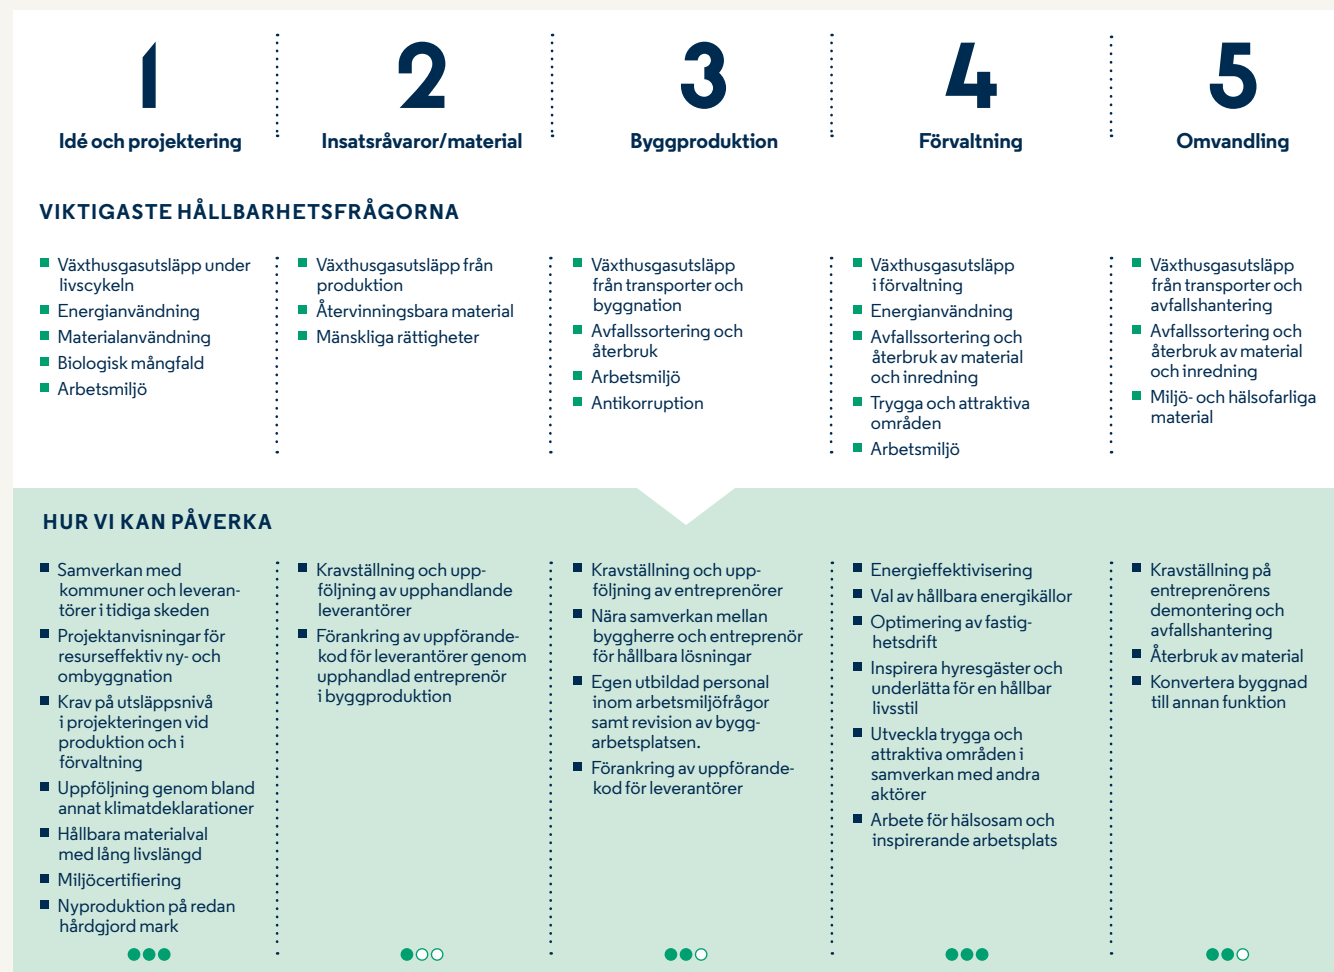 1
Idé och projektering
2
Insatsråvaror/material
3
Byggproduktion
4
Förvaltning
5
Omvandling
VIKTIGASTE HÅLLBARHETSFRÅGORNA
Växthusgasutsläpp under
livscykeln
Energianvändning
Materialanvändning
Biologisk mångfald
Arbetsmiljö
Växthusgasutsläpp från
produktion
Återvinningsbara material
Mänskliga rättigheter
Växthusgasutsläpp
från transporter och
byggnation
Avfallssortering och
återbruk
Arbetsmiljö
Antikorruption
Växthusgasutsläpp
i förvaltning
Energianvändning
Avfallssortering och
återbruk av material
och inredning
Trygga och attraktiva
områden
Arbetsmiljö
Växthusgasutsläpp
från transporter och
avfallshantering
Avfallssortering och
återbruk av material
och inredning
Miljö- och hälsofarliga
material
HUR VI KAN PÅVERKA
Samverkan med
kommuner och leveran-
törer i tidiga skeden
Projektanvisningar för
resurseffektiv ny- och
ombyggnation
Krav på utsläppsnivå
i projekteringen vid
produktion och i
förvaltning
Uppföljning genom bland
annat klimatdeklarationer
Hållbara materialval
med lång livslängd
Miljöcertifiering
Nyproduktion på redan
hårdgjord mark
Kravställning och upp-
följning av upphandlande
leverantörer
Förankring av uppförande-
kod för leverantörer genom
upphandlad entreprenör
i byggproduktion
Kravställning och upp-
följning av entreprenörer
Nära samverkan mellan
byggherre och entreprenör
för hållbara lösningar
Egen utbildad personal
inom arbetsmiljöfrågor
samt revision av bygg-
arbetsplatsen.
Förankring av uppförande-
kod för leverantörer
Energieffektivisering
Val av hållbara energikällor
Optimering av fastig-
hetsdrift
Inspirera hyresgäster och
underlätta för en hållbar
livsstil
Utveckla trygga och
attraktiva områden i
samverkan med andra
aktörer
Arbete för hälsosam och
inspirerande arbetsplats
Kravställning på
entreprenörens
demontering och
avfallshantering
Återbruk av material
Konvertera byggnad
till annan funktion